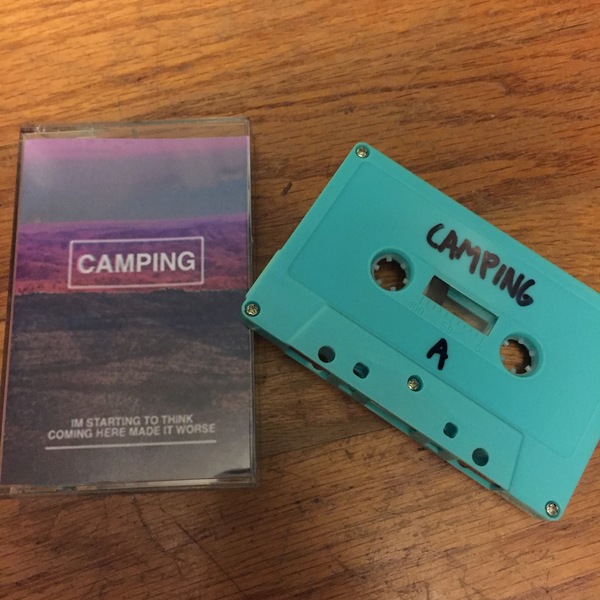 CAMPING
IM STARTING TO THINK
COMING HERE MADE IT WORSE
CAMPING
A